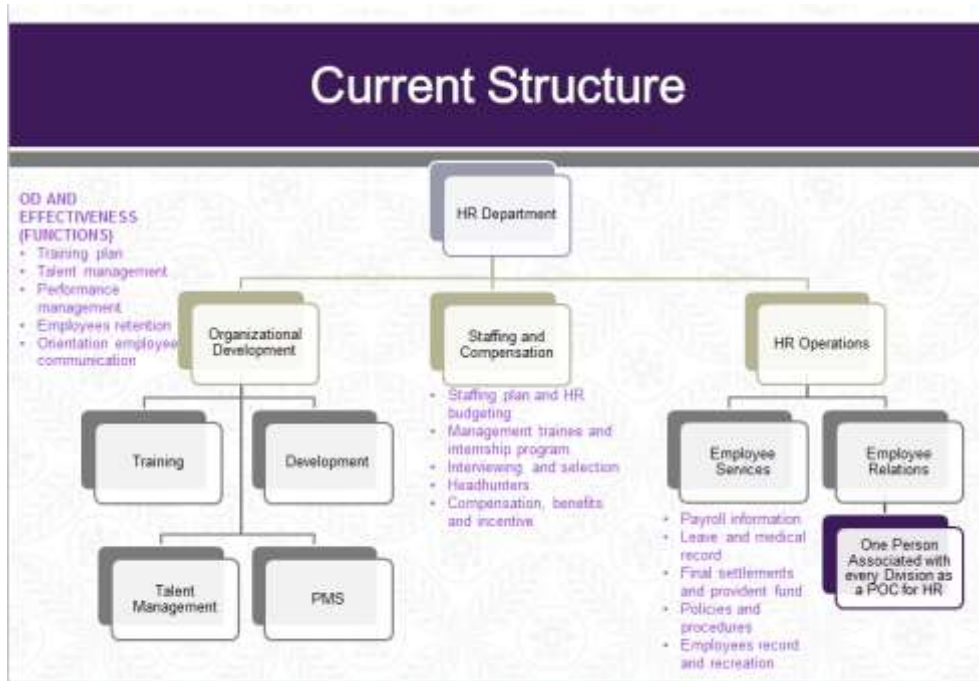 Current Structure
HR Department
OD AND
EFFECTIVENESS
(FUNCTIONS)
• Training plan
• Talent management
• Performance
management
• Employees retention
• Orientation employee
communication
Organizational
Development
Staffing and
Compensation
HR Operations
Training
Development
Talent
Management
PMS
• Staffing plan and HR
budgeting
• Management trainee and
internship program
• Interviewing and selection
• Headhunters
• Compensation, benefits
and incentive
Employee
Services
Employee
Relations
• Payroll information
• Leave and medical
record
• Final settlements
and provident fund
• Policies and
procedures
• Employees record
and recreation
One Person
Associated with
every Division as
a POC for HR